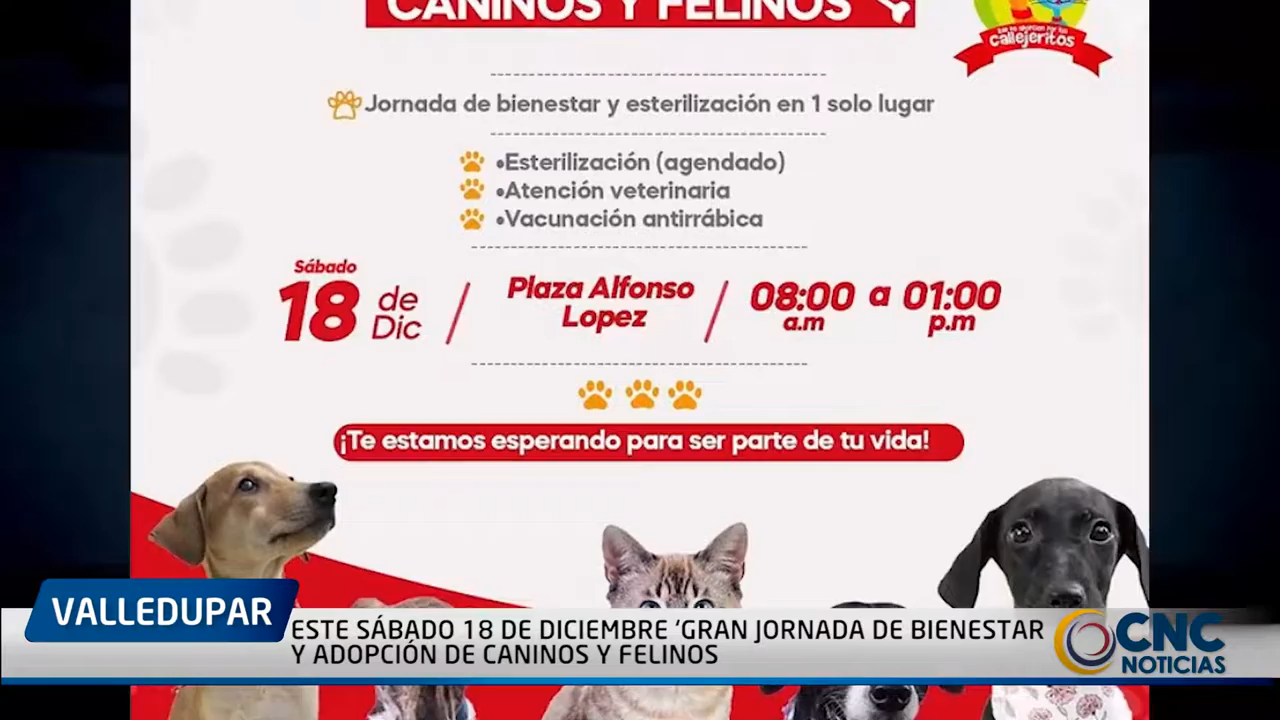 CANINOS Y FELINOS
callejeritos
Jornada de bienestar y esterilización en 1 solo lugar
•Esterilización (agendado)
•Atención veterinaria
•Vacunación antirrábica
Sábado
18 de Dic
Plaza Alfonso
Lopez
08:00 a.m a 01:00 p.m
¡Te estamos esperando para ser parte de tu vida!
VALLEDUPAR
ESTE SÁBADO 18 DE DICIEMBRE ‘GRAN JORNADA DE BIENESTAR
Y ADOPCIÓN DE CANINOS Y FELINOS
CNC
NOTICIAS